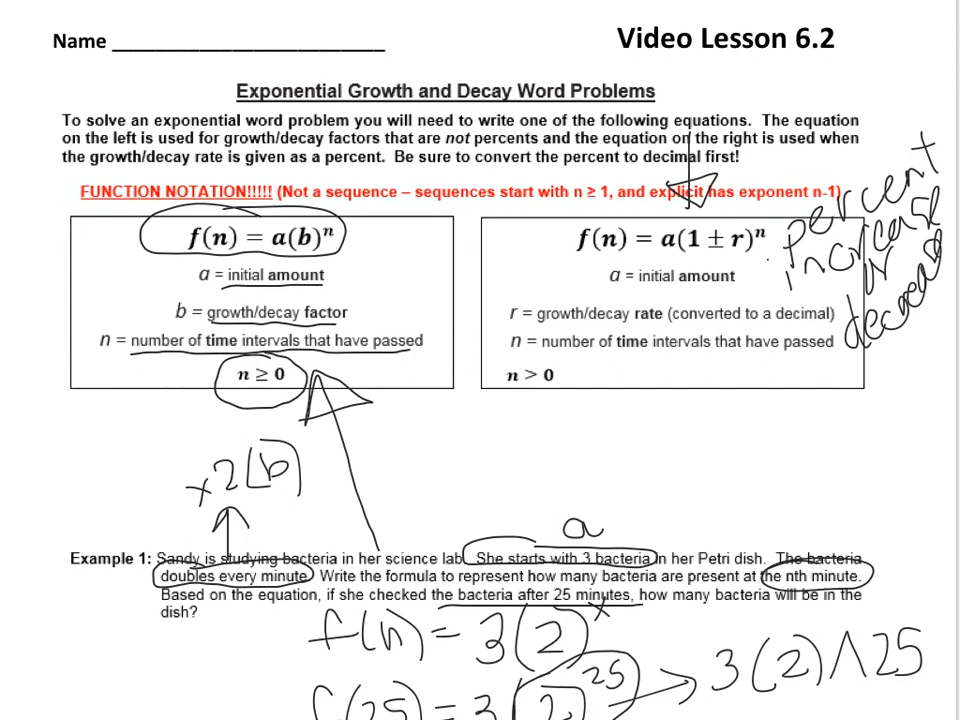 Name _________________________ Video Lesson 6.2
Exponential Growth and Decay Word Problems
To solve an exponential word problem you will need to write one of the following equations. The equation
on the left is used for growth/decay factors that are not percents and the equation on the right is used when
the growth/decay rate is given as a percent. Be sure to convert the percent to decimal first!
FUNCTION NOTATION!!!!! (Not a sequence – sequences start with n ≥ 1, and explicit has exponent n-1)
f(n) = a(b)ⁿ
a = initial amount
b = growth/decay factor
n = number of time intervals that have passed
n ≥ 0
f(n) = a(1 ± r)ⁿ
a = initial amount
r = growth/decay rate (converted to a decimal)
n = number of time intervals that have passed
n > 0
percent
increase
or
decrease
x2(b)
a
Example 1: Sandy is studying bacteria in her science lab. She starts with 3 bacteria in her Petri dish. The bacteria
doubles every minute. Write the formula to represent how many bacteria are present at the nth minute.
Based on the equation, if she checked the bacteria after 25 minutes, how many bacteria will be in the
dish?
f(n) = 3(2)ˣ
f(25) = 3(2)²⁵ → 3(2)^25